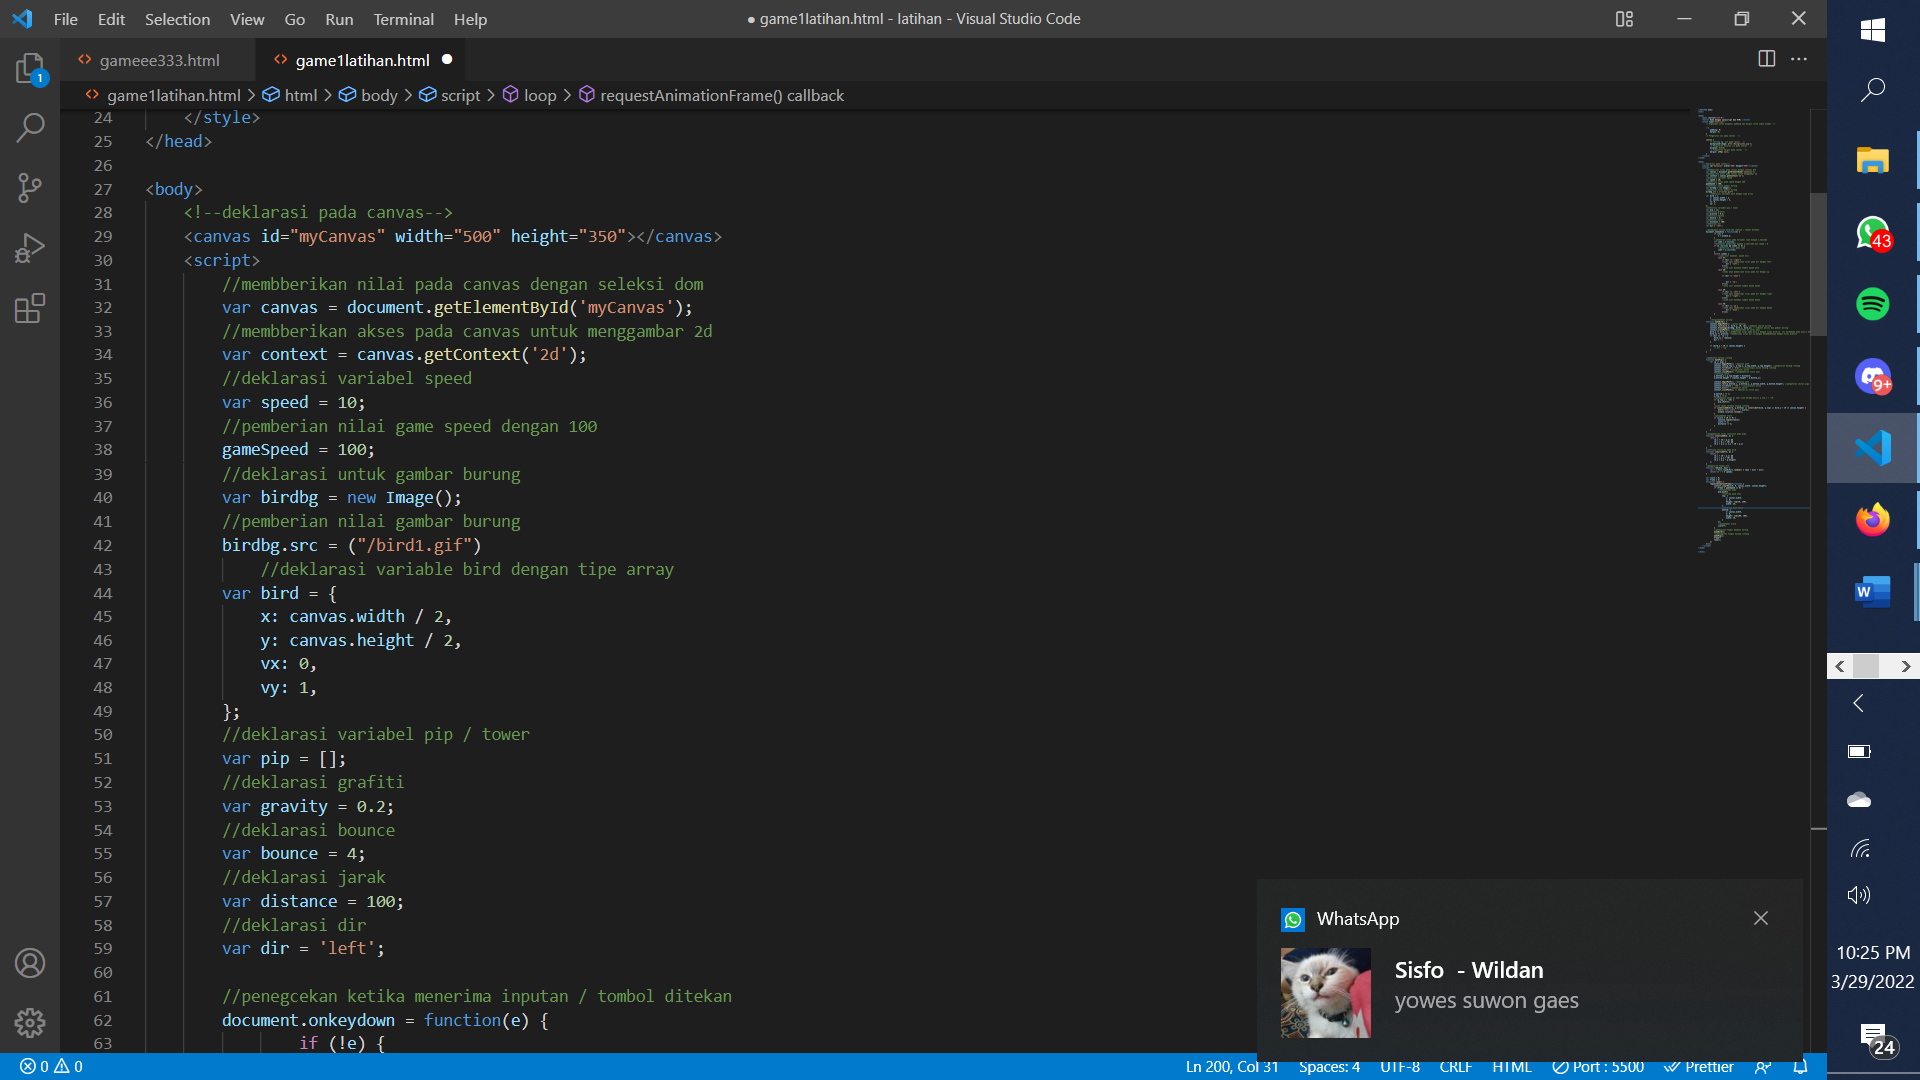 File Edit Selection View Go Run Terminal Help
● game1latihan.html - latihan - Visual Studio Code
gameee333.html
game1latihan.html
game1latihan.html > html > body > script > loop > requestAnimationFrame() callback
24 </style>
25 </head>
26
27 <body>
28 <!--deklarasi pada canvas-->
29 <canvas id="myCanvas" width="500" height="350"></canvas>
30 <script>
31 //membberikan nilai pada canvas dengan seleksi dom
32 var canvas = document.getElementById('myCanvas');
33 //membberikan akses pada canvas untuk menggambar 2d
34 var context = canvas.getContext('2d');
35 //deklarasi variabel speed
36 var speed = 10;
37 //pemberian nilai game speed dengan 100
38 gameSpeed = 100;
39 //deklarasi untuk gambar burung
40 var birdbg = new Image();
41 //pemberian nilai gambar burung
42 birdbg.src = ("/bird1.gif")
43 //deklarasi variable bird dengan tipe array
44 var bird = {
45 x: canvas.width / 2,
46 y: canvas.height / 2,
47 vx: 0,
48 vy: 1,
49 };
50 //deklarasi variabel pip / tower
51 var pip = [];
52 //deklarasi grafiti
53 var gravity = 0.2;
54 //deklarasi bounce
55 var bounce = 4;
56 //deklarasi jarak
57 var distance = 100;
58 //deklarasi dir
59 var dir = 'left';
60
61 //penegcekan ketika menerima inputan / tombol ditekan
62 document.onkeydown = function(e) {
63 if (!e) {
WhatsApp
Sisfo - Wildan
yowes suwon gaes
0 0
Ln 200, Col 31
Spaces: 4
UTF-8
CRLF
HTML
Port : 5500
Prettier
1
43
9+
W
10:25 PM
3/29/2022
24